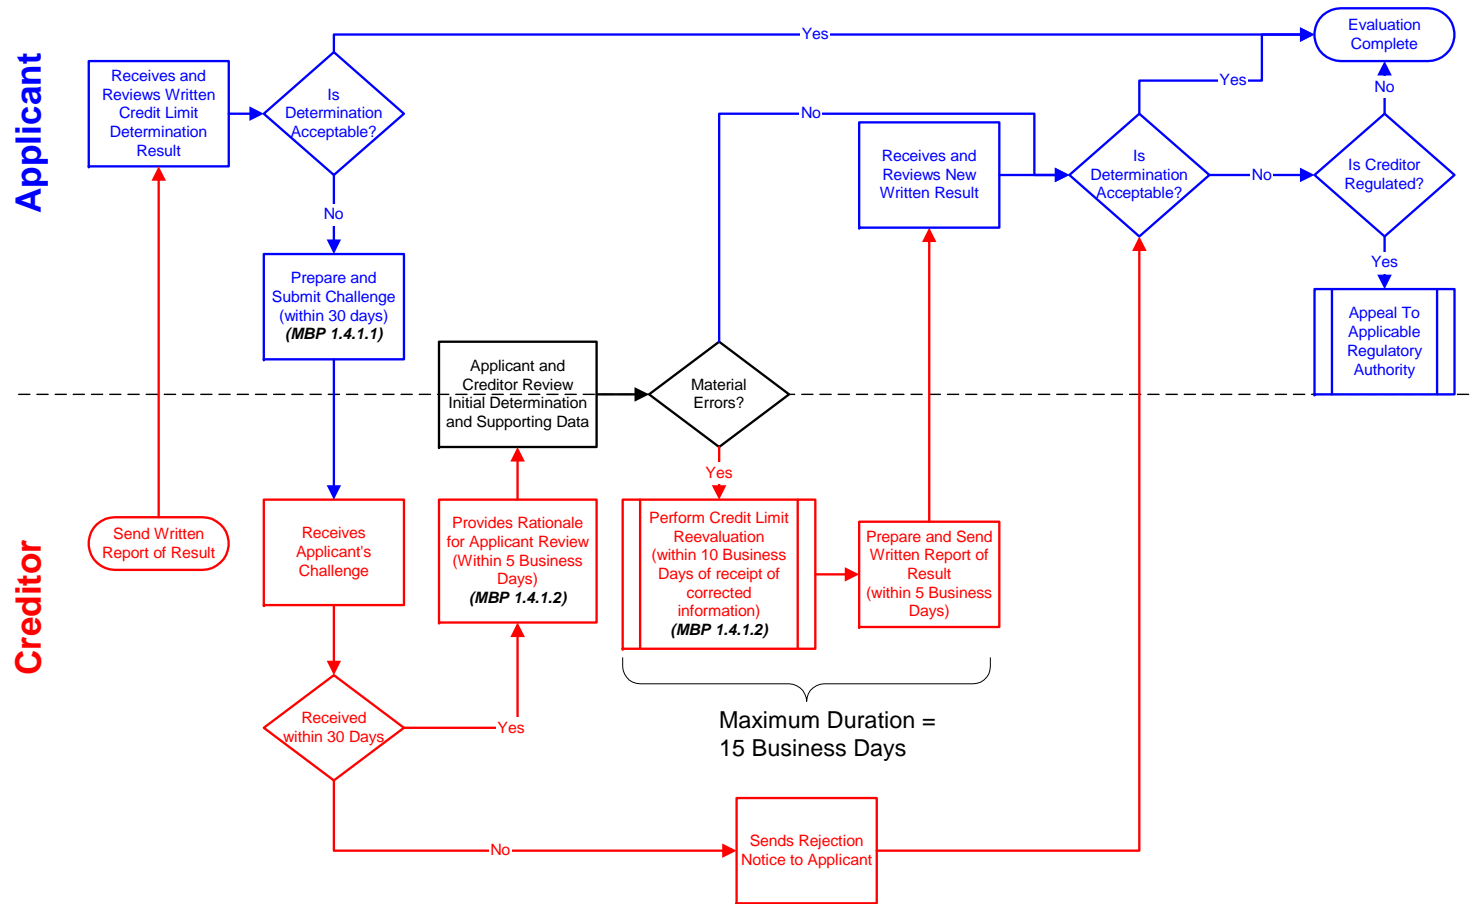 Applicant
Creditor
Yes
Evaluation
Complete
Receives and
Reviews Written
Credit Limit
Determination
Result
Is
Determination
Acceptable?
No
Prepare and
Submit Challenge
(within 30 days)
(MBP 1.4.1.1)
Applicant and
Creditor Review
Initial Determination
and Supporting Data
Material
Errors?
No
Receives and
Reviews New
Written Result
Is
Determination
Acceptable?
Yes
No
Is Creditor
Regulated?
No
Yes
Appeal To
Applicable
Regulatory
Authority
Send Written
Report of Result
Receives
Applicant's
Challenge
Provides Rationale
for Applicant Review
(Within 5 Business
Days)
(MBP 1.4.1.2)
Yes
Perform Credit Limit
Reevaluation
(within 10 Business
Days of receipt of
corrected
information)
(MBP 1.4.1.2)
Prepare and Send
Written Report of
Result
(within 5 Business
Days)
Received
within 30 Days
Yes
Maximum Duration =
15 Business Days
No
Sends Rejection
Notice to Applicant